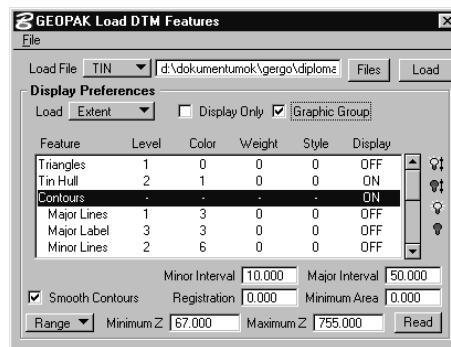 GEOPAK Load DTM Features
File
Load File TIN d:\dokumentumok\gergo\diploma Files Load
Display Preferences
Load Extent Display Only Graphic Group
Feature Level Color Weight Style Display
Triangles 1 0 0 0 OFF
Tin Hull 2 1 0 0 ON
Contours - - - - ON
Major Lines 1 3 0 0 OFF
Major Label 3 3 0 0 OFF
Minor Lines 2 6 0 0 OFF
Minor Interval 10.000 Major Interval 50.000
Smooth Contours Registration 0.000 Minimum Area 0.000
Range Minimum Z 67.000 Maximum Z 755.000 Read